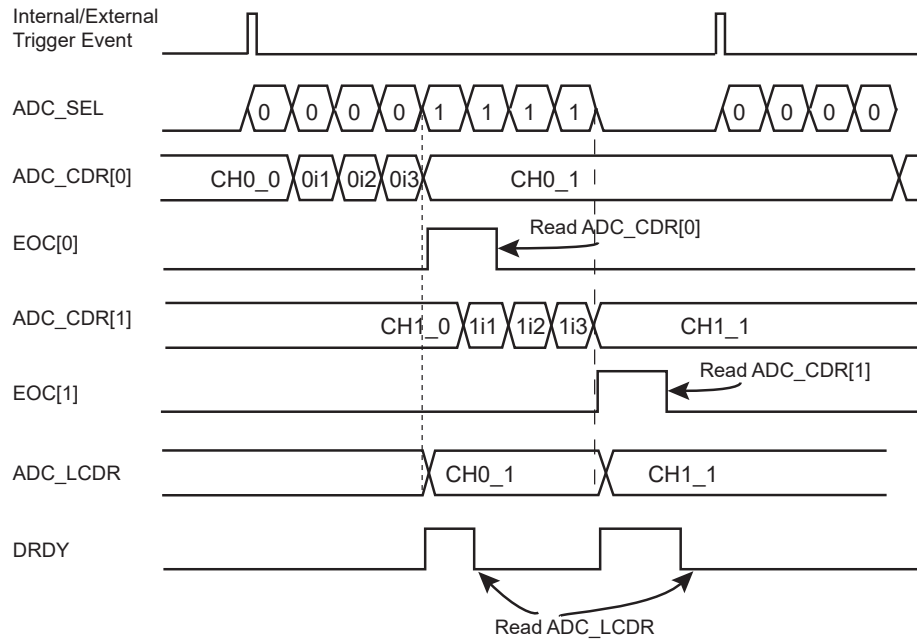 Internal/External
Trigger Event
ADC_SEL
0 0 0 0 1 1 1 1 0 0 0 0
ADC_CDR[0]
CH0_0 0i1 0i2 0i3 CH0_1
EOC[0]
Read ADC_CDR[0]
ADC_CDR[1]
CH1_0 1i1 1i2 1i3 CH1_1
EOC[1]
Read ADC_CDR[1]
ADC_LCDR
CH0_1 CH1_1
DRDY
Read ADC_LCDR